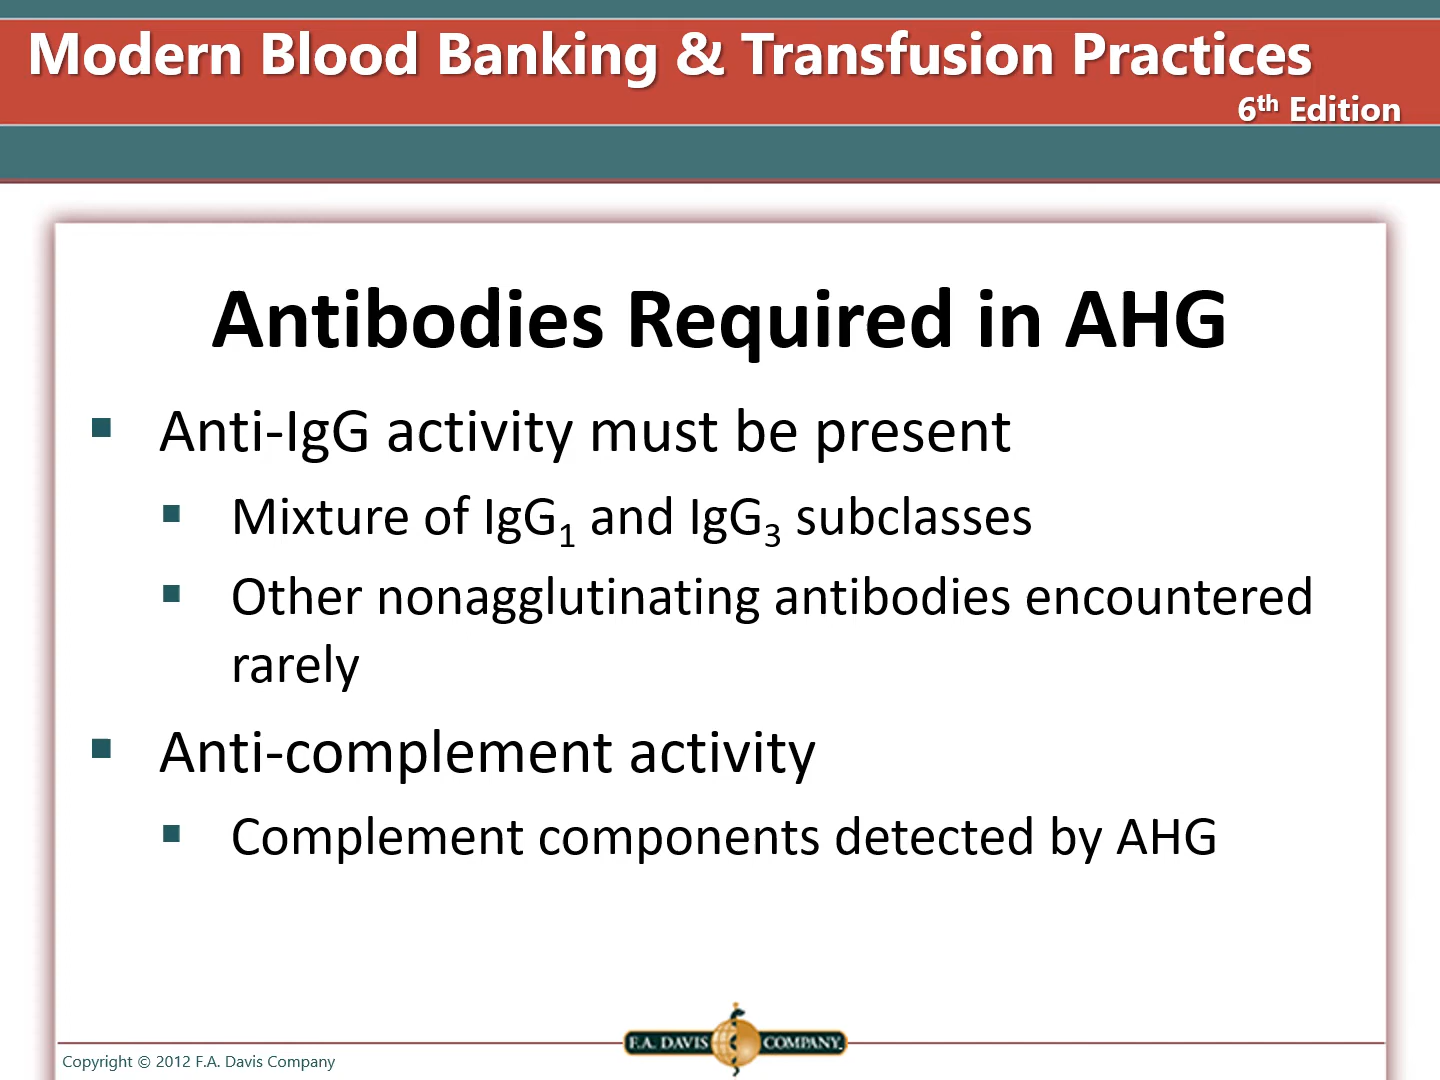 Modern Blood Banking & Transfusion Practices
6th Edition
Antibodies Required in AHG
▪ Anti-IgG activity must be present
▪ Mixture of IgG1 and IgG3 subclasses
▪ Other nonagglutinating antibodies encountered
rarely
▪ Anti-complement activity
▪ Complement components detected by AHG
F.A. DAVIS COMPANY.
Copyright © 2012 F.A. Davis Company